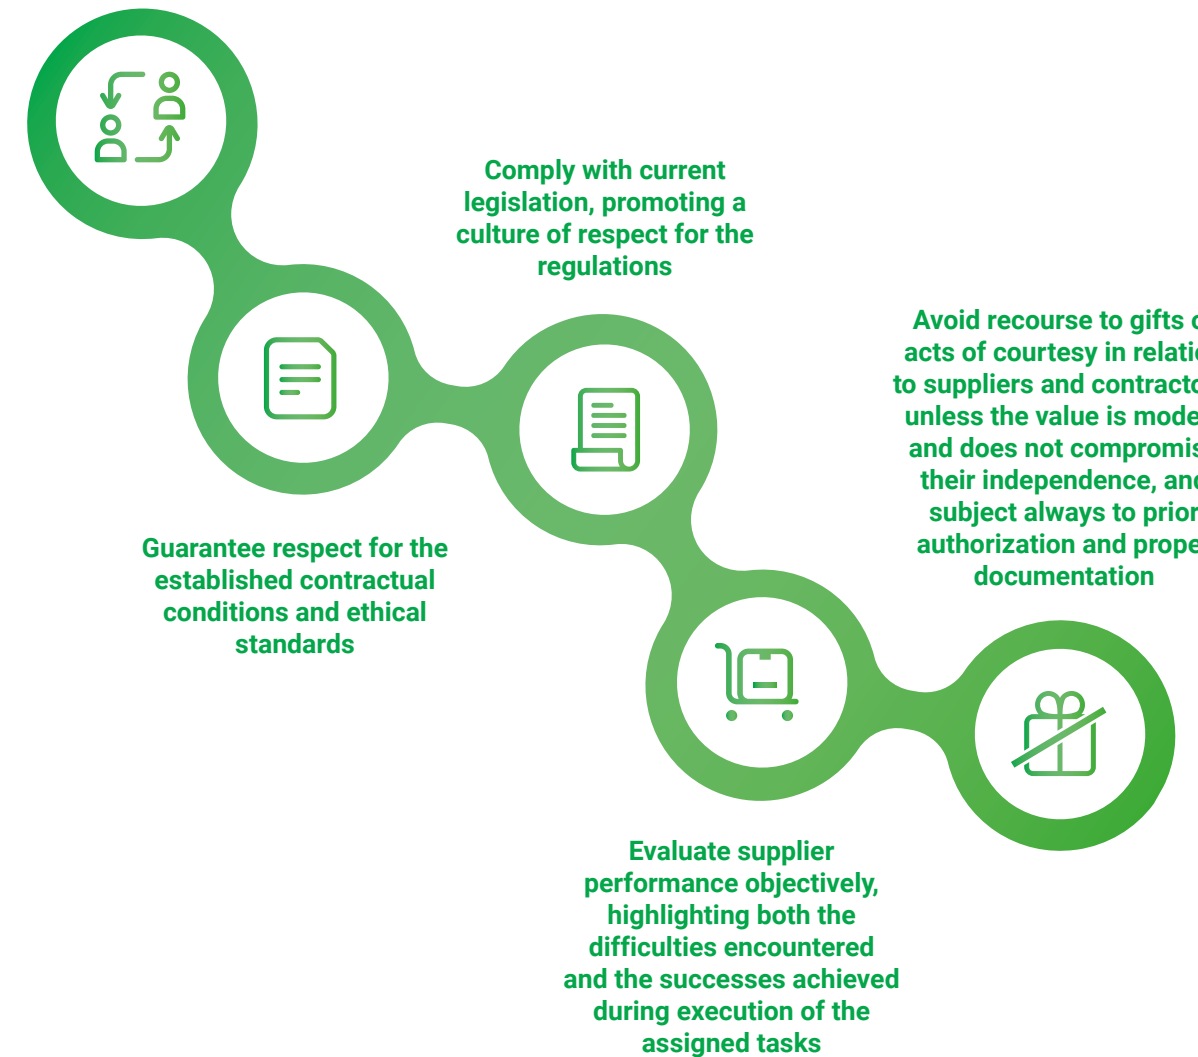 Comply with current
legislation, promoting a
culture of respect for the
regulations
Avoid recourse to gifts
acts of courtesy in
to suppliers and
unless the value is
and does not
their independence,
subject always to prior
authorization and
documentation
Guarantee respect for the
established contractual
conditions and ethical
standards
Evaluate supplier
performance objectively,
highlighting both the
difficulties encountered
and the successes achieved
during execution of the
assigned tasks